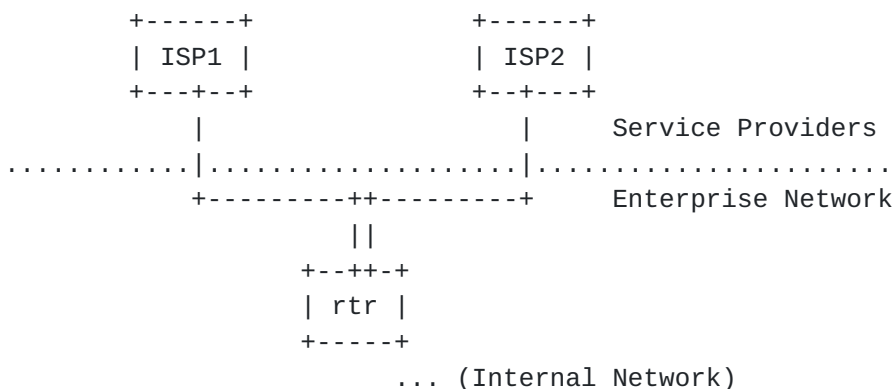 ISP1 ISP2
Service Providers
Enterprise Network
rtr
... (Internal Network)